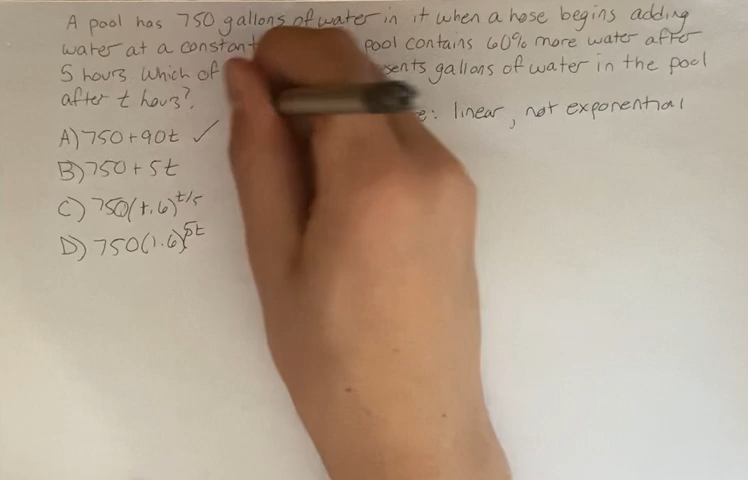 A pool has 750 gallons of water in it when a hose begins adding
water at a constant pool contains 60% more water after
5 hours. Which of gallons of water in the pool
after t hours?
linear, not exponential
A) 750+90t ✓
B) 750+5t
C) 750(1.6)^t/5
D) 750(1.6)^5t